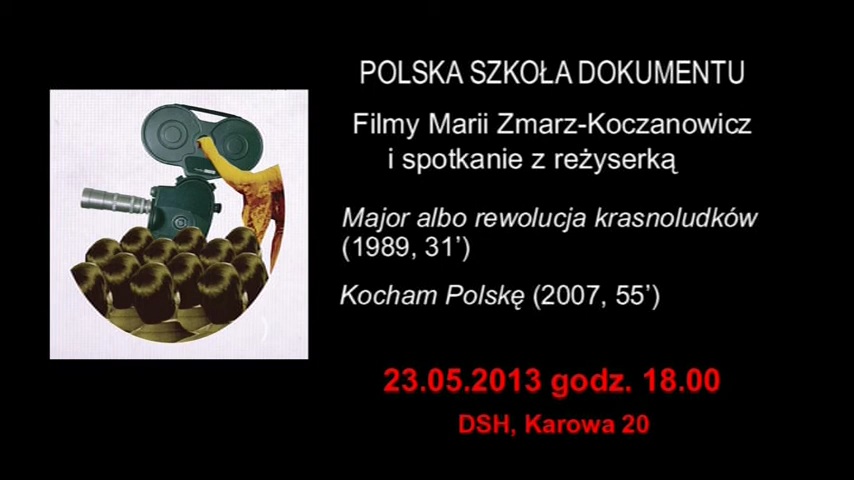 POLSKA SZKOŁA DOKUMENTU
Filmy Marii Zmarz-Koczanowicz
i spotkanie z reżyserką
Major albo rewolucja krasnoludków
(1989, 31’)
Kocham Polskę (2007, 55’)
23.05.2013 godz. 18.00
DSH, Karowa 20